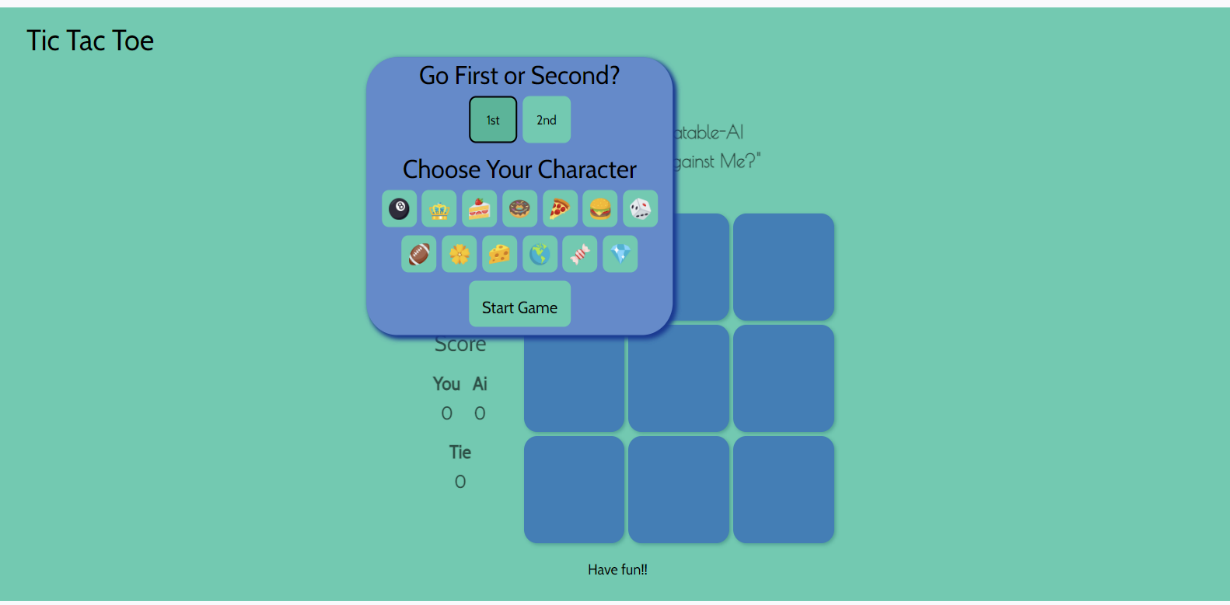 Tic Tac Toe
Go First or Second?
1st 2nd
Choose Your Character
Me?"
Start Game
Score
You Ai
0 0
Tie
0
Have fun!!